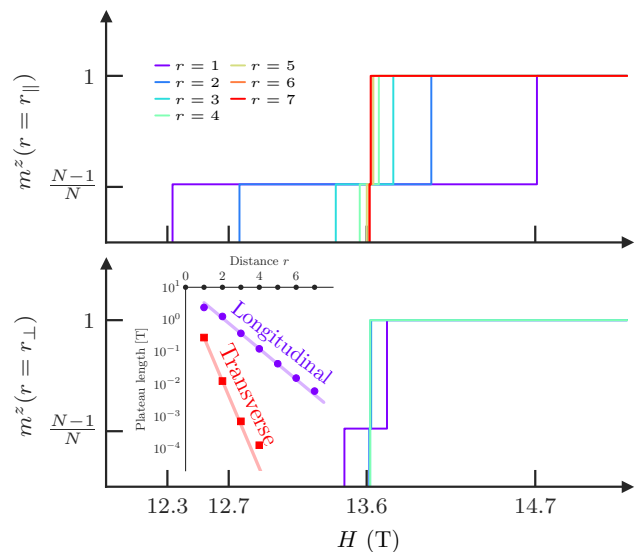 1
N−1/N
m^z(r = r_∥)
r = 1
r = 2
r = 3
r = 4
r = 5
r = 6
r = 7
1
N−1/N
m^z(r = r_⊥)
Distance r
0 2 4 6
10^1
10^0
10^−1
10^−2
10^−3
10^−4
Plateau length [T]
Longitudinal
Transverse
12.3 12.7 13.6 14.7
H (T)